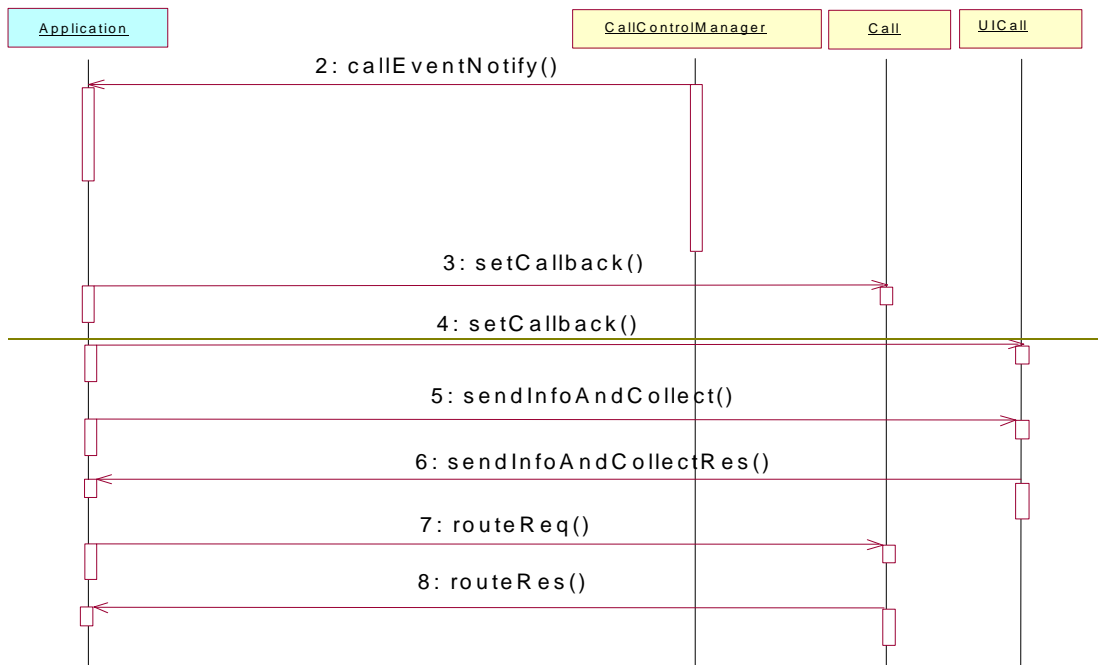 Application
CallControlManager
Call
UICall
2: callEventNotify()
3: setCallback()
4: setCallback()
5: sendInfoAndCollect()
6: sendInfoAndCollectRes()
7: routeReq()
8: routeRes()